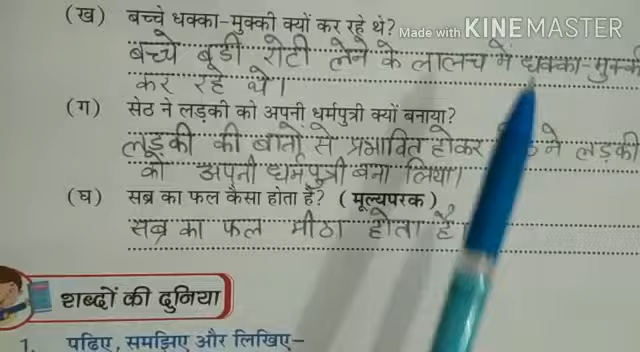 Made with KINEMASTER
(ख) बच्चे धक्का-मुक्की क्यों कर रहे थे?
बच्चे बडी रोटी लेने के लालच में धक्का-मुक्की
कर रहे थे।
(ग) सेठ ने लड़की को अपनी धर्मपुत्री क्यों बनाया?
लड़की की बातों से प्रभावित होकर ने लड़की
को अपनी धर्मपुत्री बना लिया।
(घ) सब्र का फल कैसा होता है? (मूल्यपरक)
सब्र का फल मीठा होता है
शब्दों की दुनिया
1. पढिए, समझिए और लिखिए–